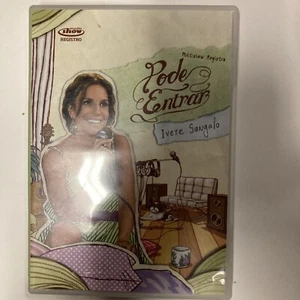 show
REGISTRO
Multishow Registro
Pode
Entrar
Ivete Sangalo